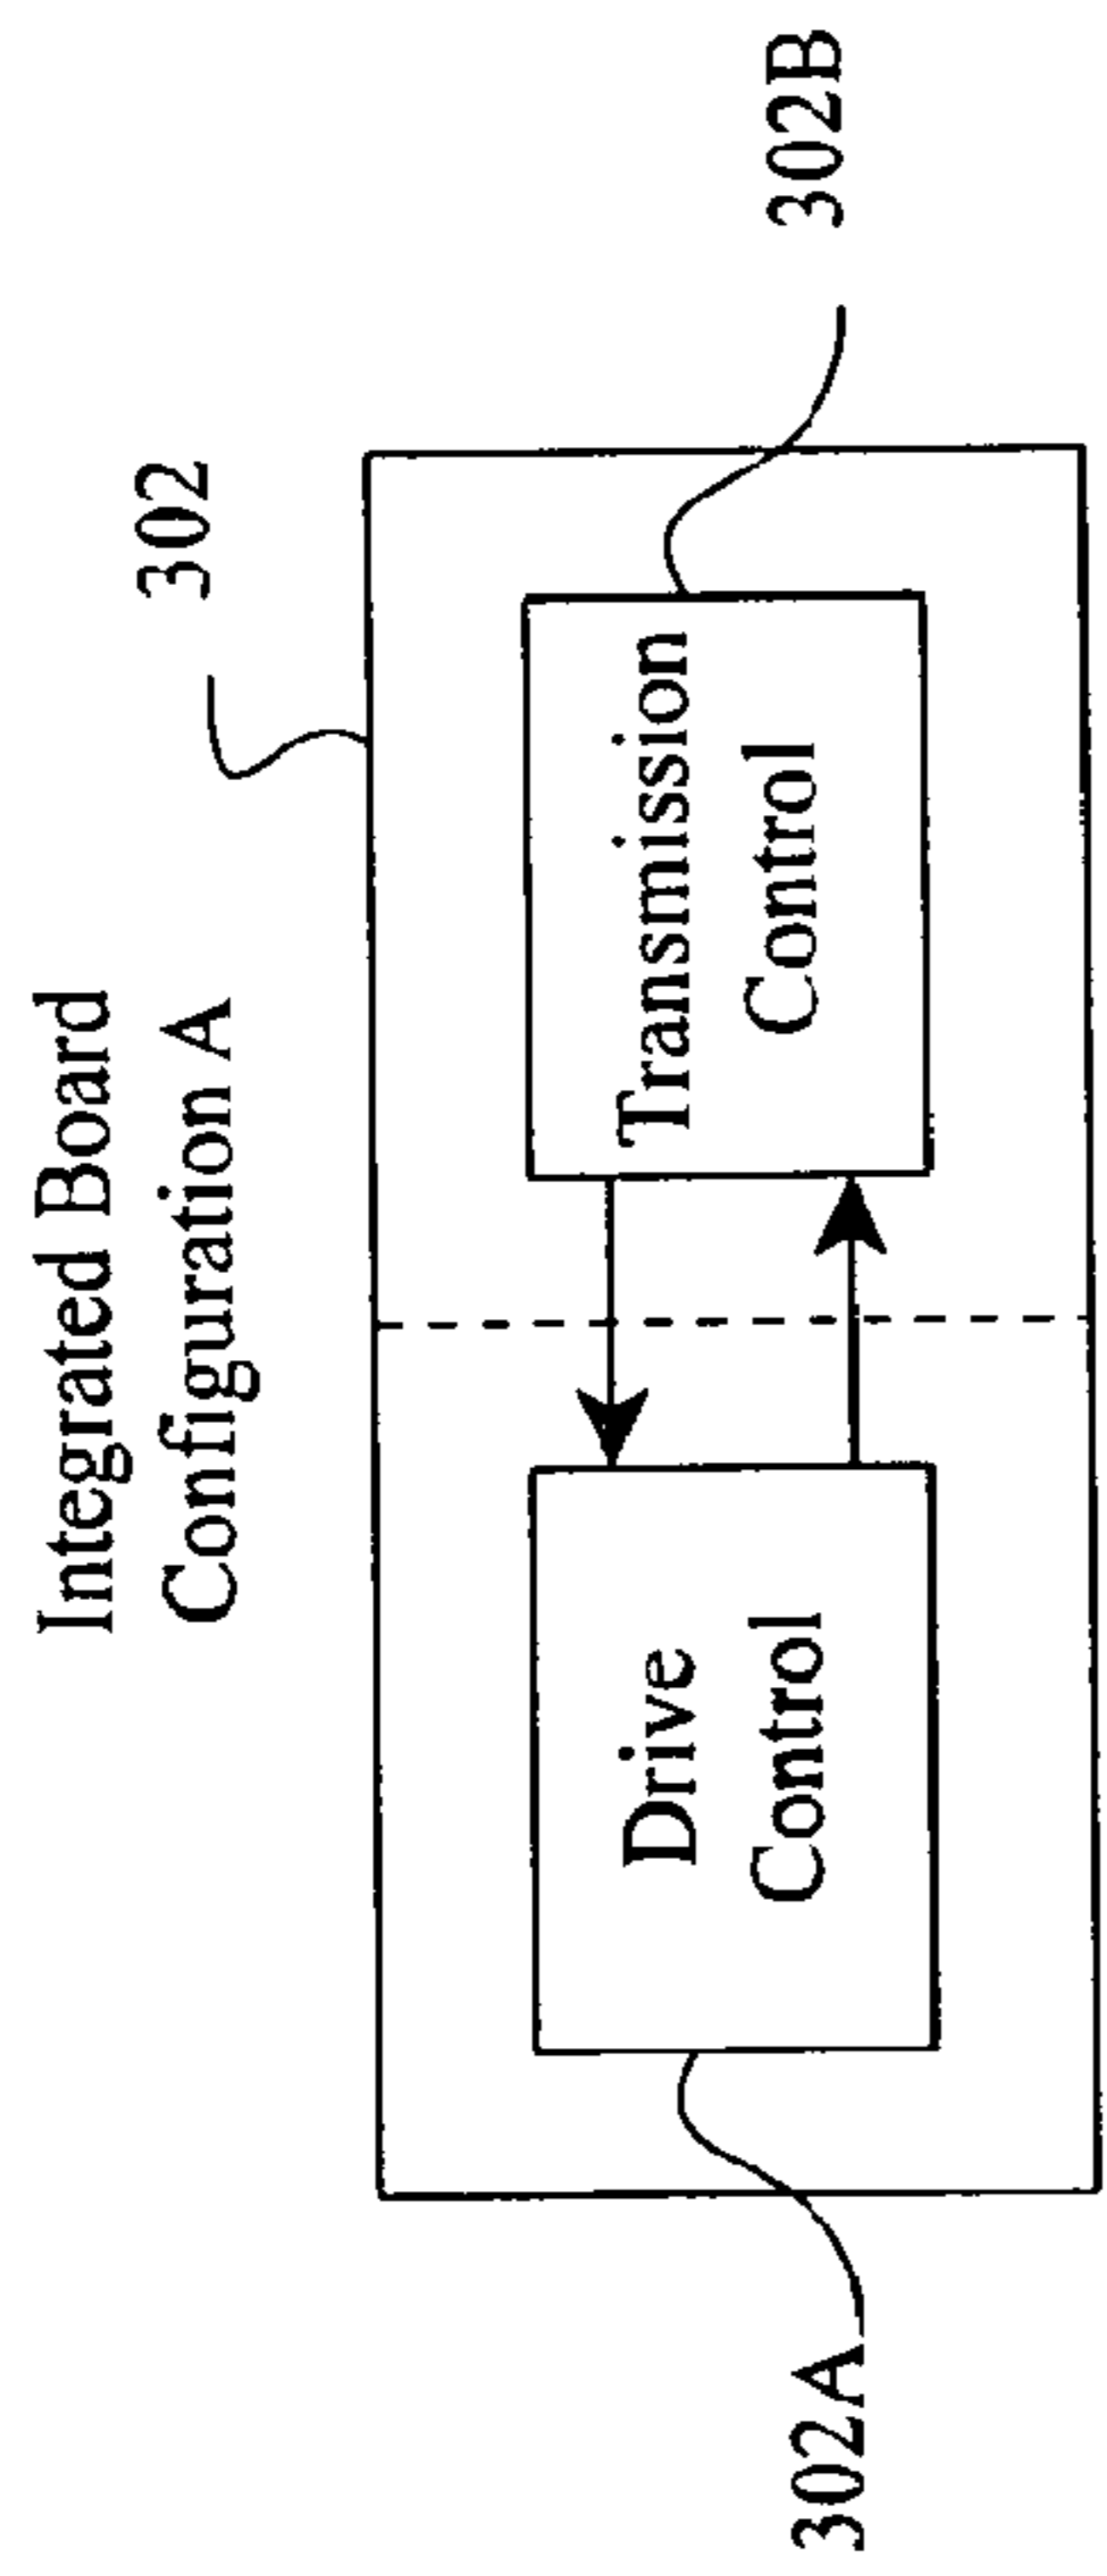 Integrated Board
Configuration A
302
Drive
Control
Transmission
Control
302A
302B